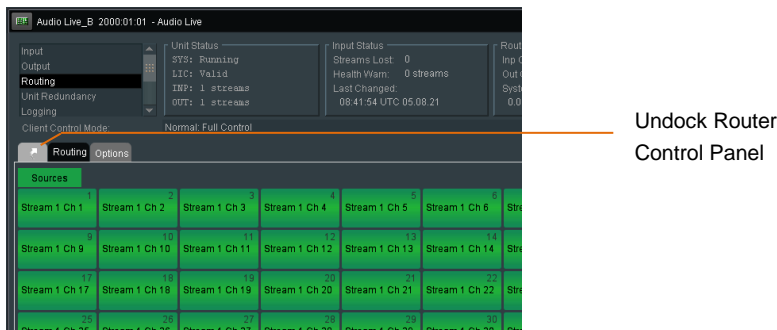 Audio Live_B 2000:01:01 - Audio Live
Input
Output
Routing
Unit Redundancy
Logging
Unit Status
SYS: Running
LIC: Valid
INP: 1 streams
OUT: 1 streams
Input Status
Streams Lost: 0
Health Warn: 0 streams
Last Changed:
08:41:54 UTC 05.08.21
Client Control Mode: Normal: Full Control
Routing Options
Sources
1 2 3 4 5 6
Stream 1 Ch 1 Stream 1 Ch 2 Stream 1 Ch 3 Stream 1 Ch 4 Stream 1 Ch 5 Stream 1 Ch 6
9 10 11 12 13 14
Stream 1 Ch 9 Stream 1 Ch 10 Stream 1 Ch 11 Stream 1 Ch 12 Stream 1 Ch 13 Stream 1 Ch 14
17 18 19 20 21 22
Stream 1 Ch 17 Stream 1 Ch 18 Stream 1 Ch 19 Stream 1 Ch 20 Stream 1 Ch 21 Stream 1 Ch 22
25 26 27 28 29 30
Undock Router
Control Panel